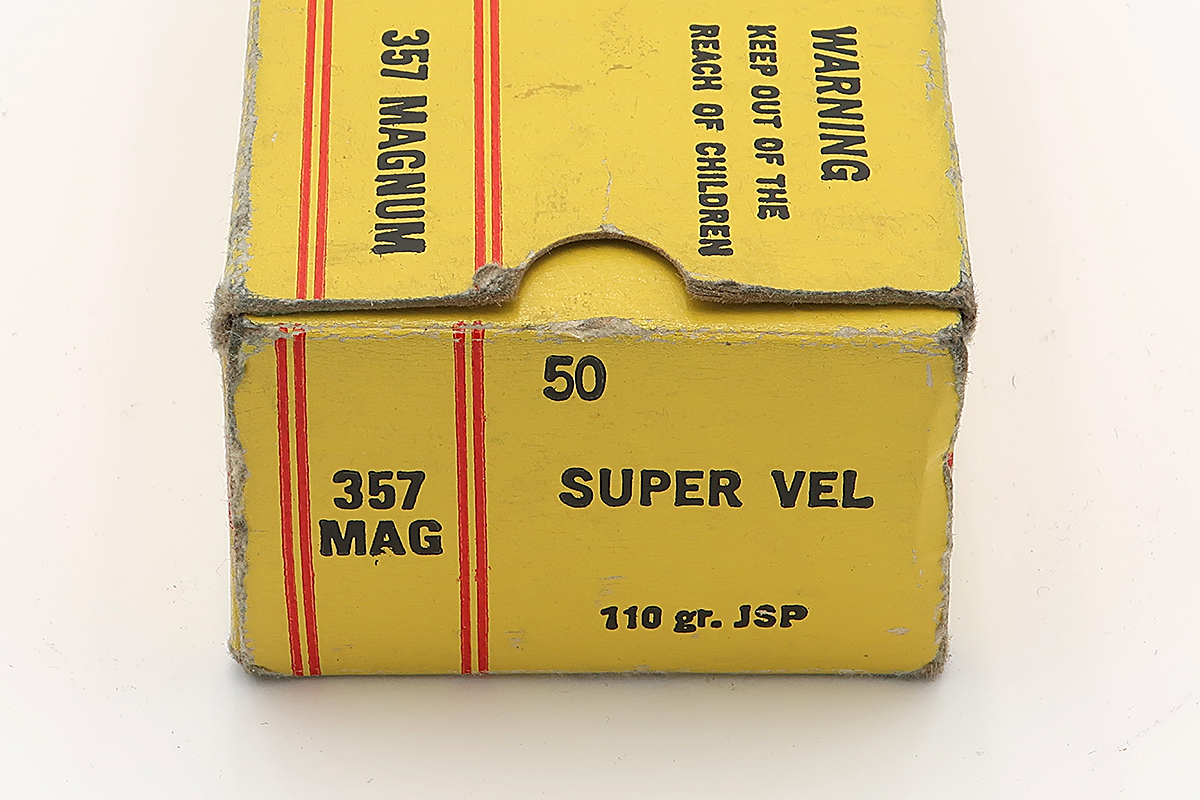 357 MAGNUM
WARNING
KEEP OUT OF THE
REACH OF CHILDREN
50
357
MAG
SUPER VEL
110 gr. JSP